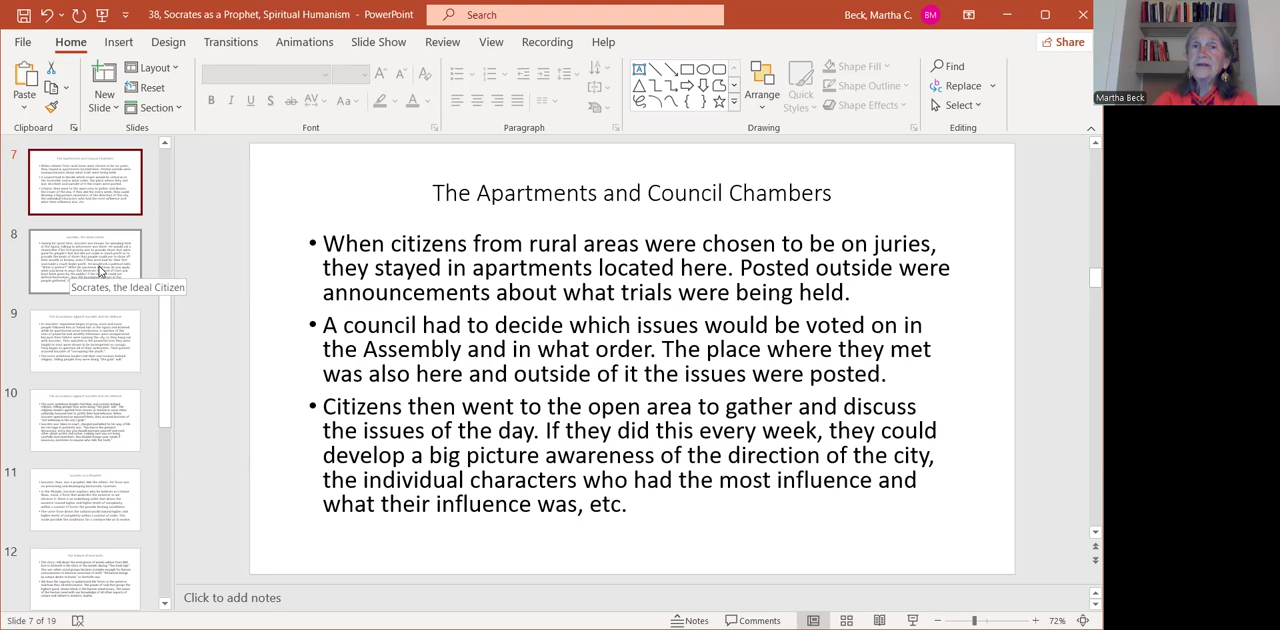 38, Socrates as a Prophet, Spiritual Humanism - PowerPoint
Search
Beck, Martha C.
BM
File Home Insert Design Slide Show Transitions Animations Review View Recording Help
Share
Paste
New
Slide
Layout
Reset
Section
Arrange
Quick
Styles
Shape Fill
Shape Outline
Shape Effects
Find
Replace
Select
Clipboard
Slides
Font
Paragraph
Drawing
Editing
Martha Beck
7
8
Socrates, the Ideal Citizen
9
10
11
12
The Apartments and Council Chambers
• When citizens from rural areas were chosen to be on juries,
they stayed in apartments located here. Posted outside were
announcements about what trials were being held.
• A council had to decide which issues would be voted on in
the Assembly and in what order. The place where they met
was also here and outside of it the issues were posted.
• Citizens then went to the open area to gather and discuss
the issues of the day. If they did this every week, they could
develop a big picture awareness of the direction of the city,
the individual characters who had the most influence and
what their influence was, etc.
Click to add notes
Slide 7 of 19
Notes
Comments
72%